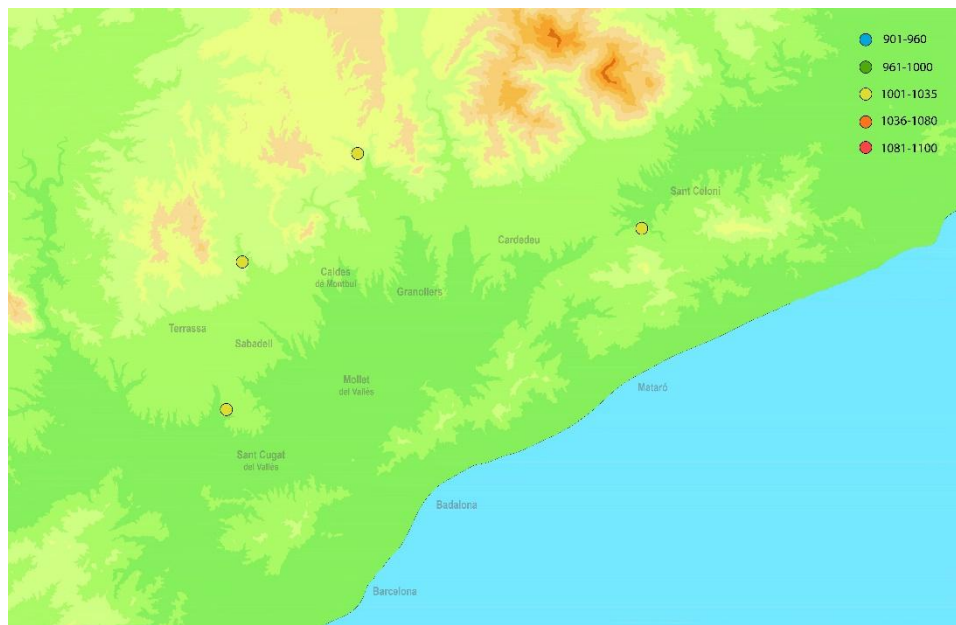 901-960
961-1000
1001-1035
1036-1080
1081-1100
Sant Celoni
Cardedeu
Caldes
de Montbui
Granollers
Terrassa
Sabadell
Mollet
del Vallès
Mataró
Sant Cugat
del Vallès
Badalona
Barcelona